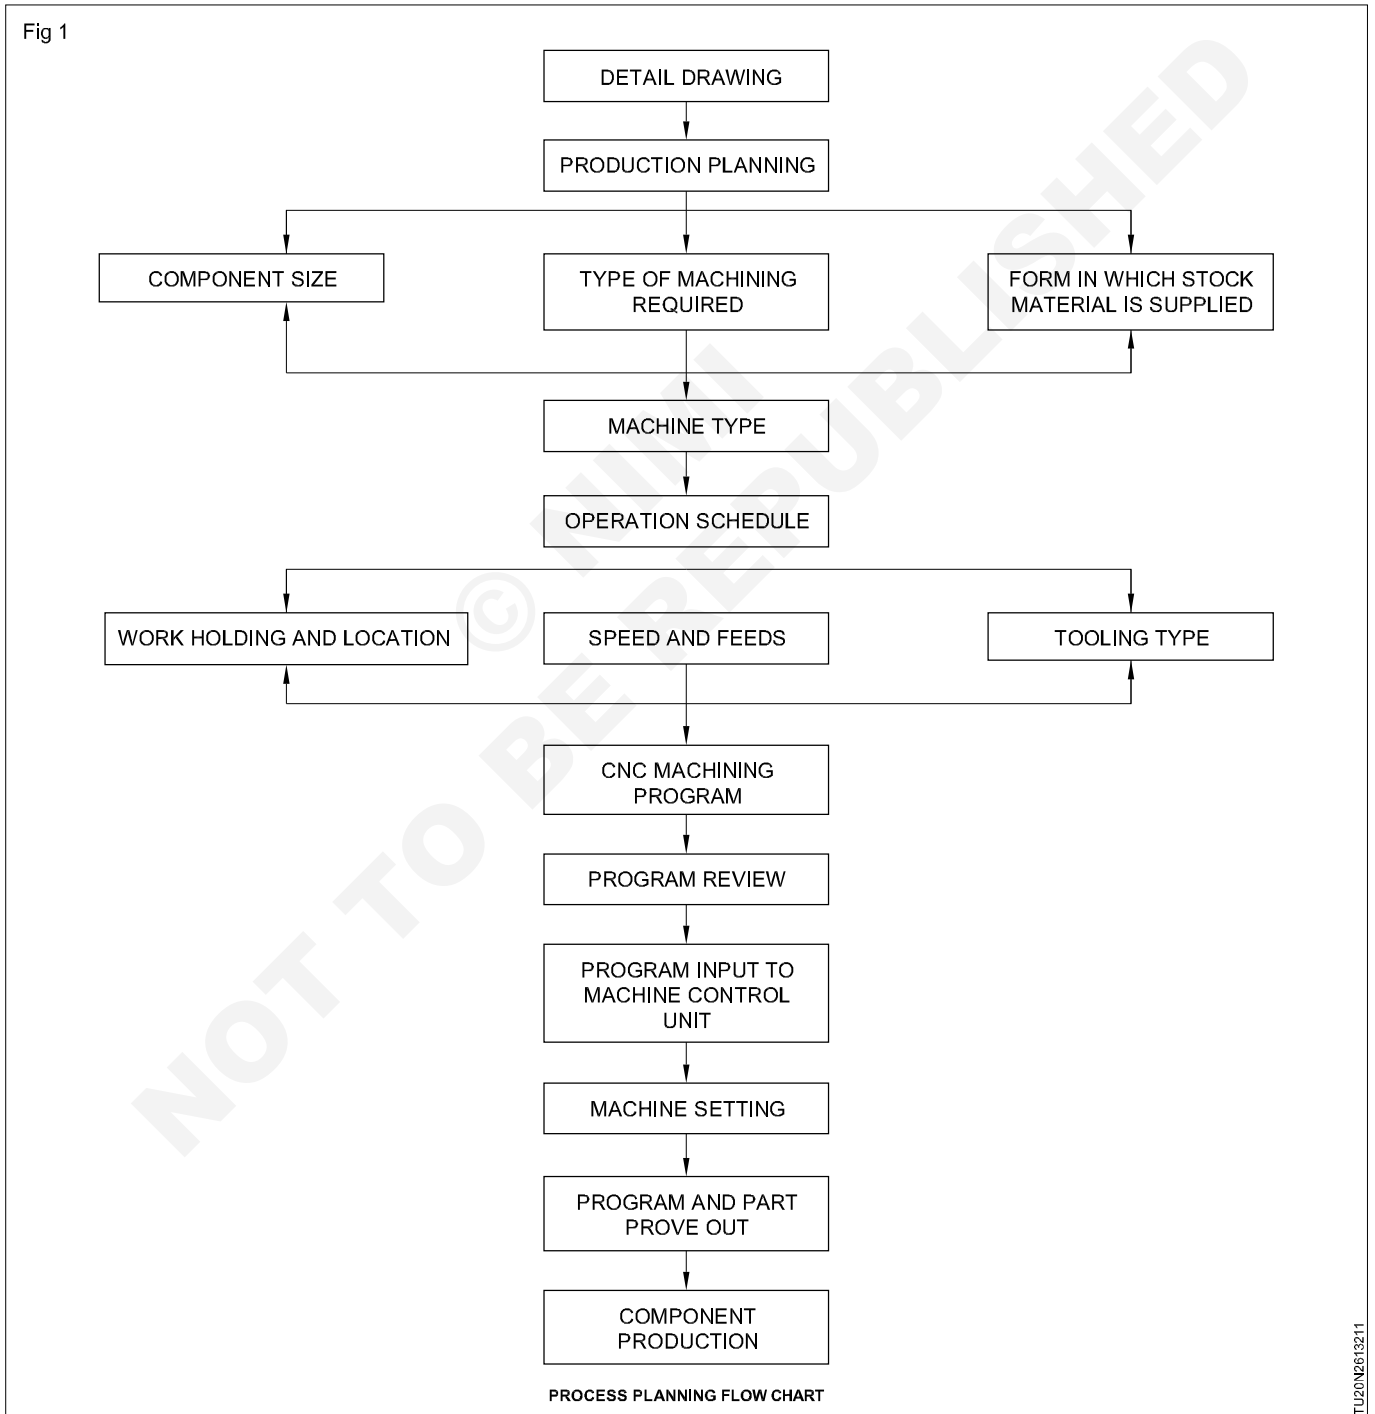 Fig 1
DETAIL DRAWING
PRODUCTION PLANNING
COMPONENT SIZE
TYPE OF MACHINING
REQUIRED
FORM IN WHICH STOCK
MATERIAL IS SUPPLIED
MACHINE TYPE
OPERATION SCHEDULE
WORK HOLDING AND LOCATION
SPEED AND FEEDS
TOOLING TYPE
CNC MACHINING
PROGRAM
PROGRAM REVIEW
PROGRAM INPUT TO
MACHINE CONTROL
UNIT
MACHINE SETTING
PROGRAM AND PART
PROVE OUT
COMPONENT
PRODUCTION
PROCESS PLANNING FLOW CHART
TU20N2613211
© NIMI
NOT TO BE REPUBLISHED